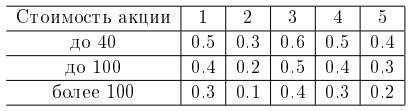 Стоимость акции 1 2 3 4 5
до 40 0.5 0.3 0.6 0.5 0.4
до 100 0.4 0.2 0.5 0.4 0.3
более 100 0.3 0.1 0.4 0.3 0.2